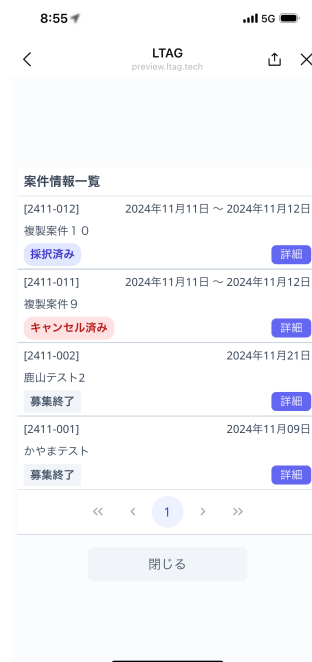 8:55
5G
LTAG
preview.ltag.tech
案件情報一覧
[2411-012] 2024年11月11日 ～ 2024年11月12日
複製案件１０
採択済み 詳細
[2411-011] 2024年11月11日 ～ 2024年11月12日
複製案件９
キャンセル済み 詳細
[2411-002] 2024年11月21日
鹿山テスト2
募集終了 詳細
[2411-001] 2024年11月09日
かやまテスト
募集終了 詳細
1
閉じる